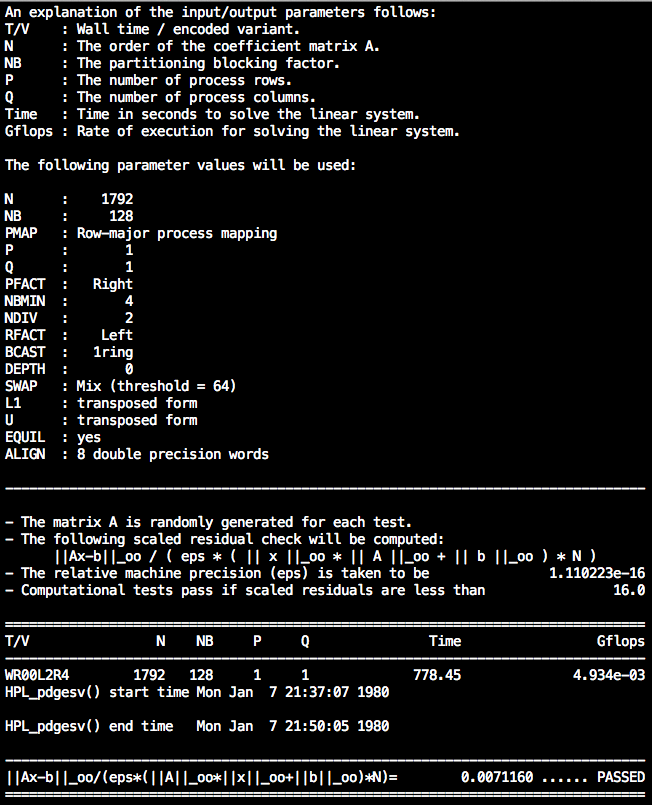 An explanation of the input/output parameters follows:
T/V    : Wall time / encoded variant.
N      : The order of the coefficient matrix A.
NB     : The partitioning blocking factor.
P      : The number of process rows.
Q      : The number of process columns.
Time   : Time in seconds to solve the linear system.
Gflops : Rate of execution for solving the linear system.

The following parameter values will be used:

N      :    1792
NB     :     128
PMAP   : Row-major process mapping
P      :       1
Q      :       1
PFACT  :   Right
NBMIN  :       4
NDIV   :       2
RFACT  :    Left
BCAST  :   1ring
DEPTH  :       0
SWAP   : Mix (threshold = 64)
L1     : transposed form
U      : transposed form
EQUIL  : yes
ALIGN  : 8 double precision words

--------------------------------------------------------------------------------

- The matrix A is randomly generated for each test.
- The following scaled residual check will be computed:
      ||Ax-b||_oo / ( eps * ( || x ||_oo * || A ||_oo + || b ||_oo ) * N )
- The relative machine precision (eps) is taken to be               1.110223e-16
- Computational tests pass if scaled residuals are less than                16.0

================================================================================
T/V                N    NB     P     Q               Time                 Gflops
--------------------------------------------------------------------------------
WR00L2R4        1792   128     1     1             778.45              4.934e-03
HPL_pdgesv() start time Mon Jan  7 21:37:07 1980

HPL_pdgesv() end time   Mon Jan  7 21:50:05 1980

--------------------------------------------------------------------------------
||Ax-b||_oo/(eps*(||A||_oo*||x||_oo+||b||_oo)*N)=        0.0071160 ...... PASSED
================================================================================